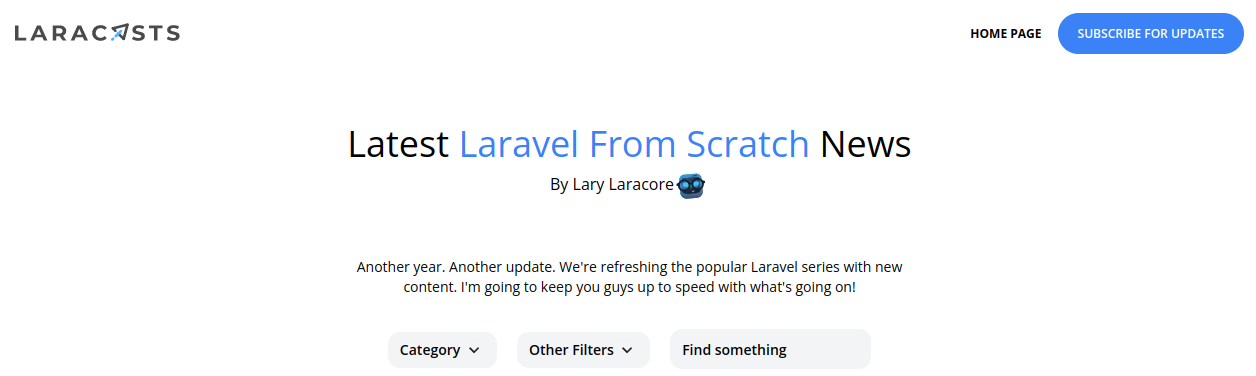 LARACASTS
HOME PAGE
SUBSCRIBE FOR UPDATES
Latest Laravel From Scratch News
By Lary Laracore
Another year. Another update. We're refreshing the popular Laravel series with new
content. I'm going to keep you guys up to speed with what's going on!
Category
Other Filters
Find something